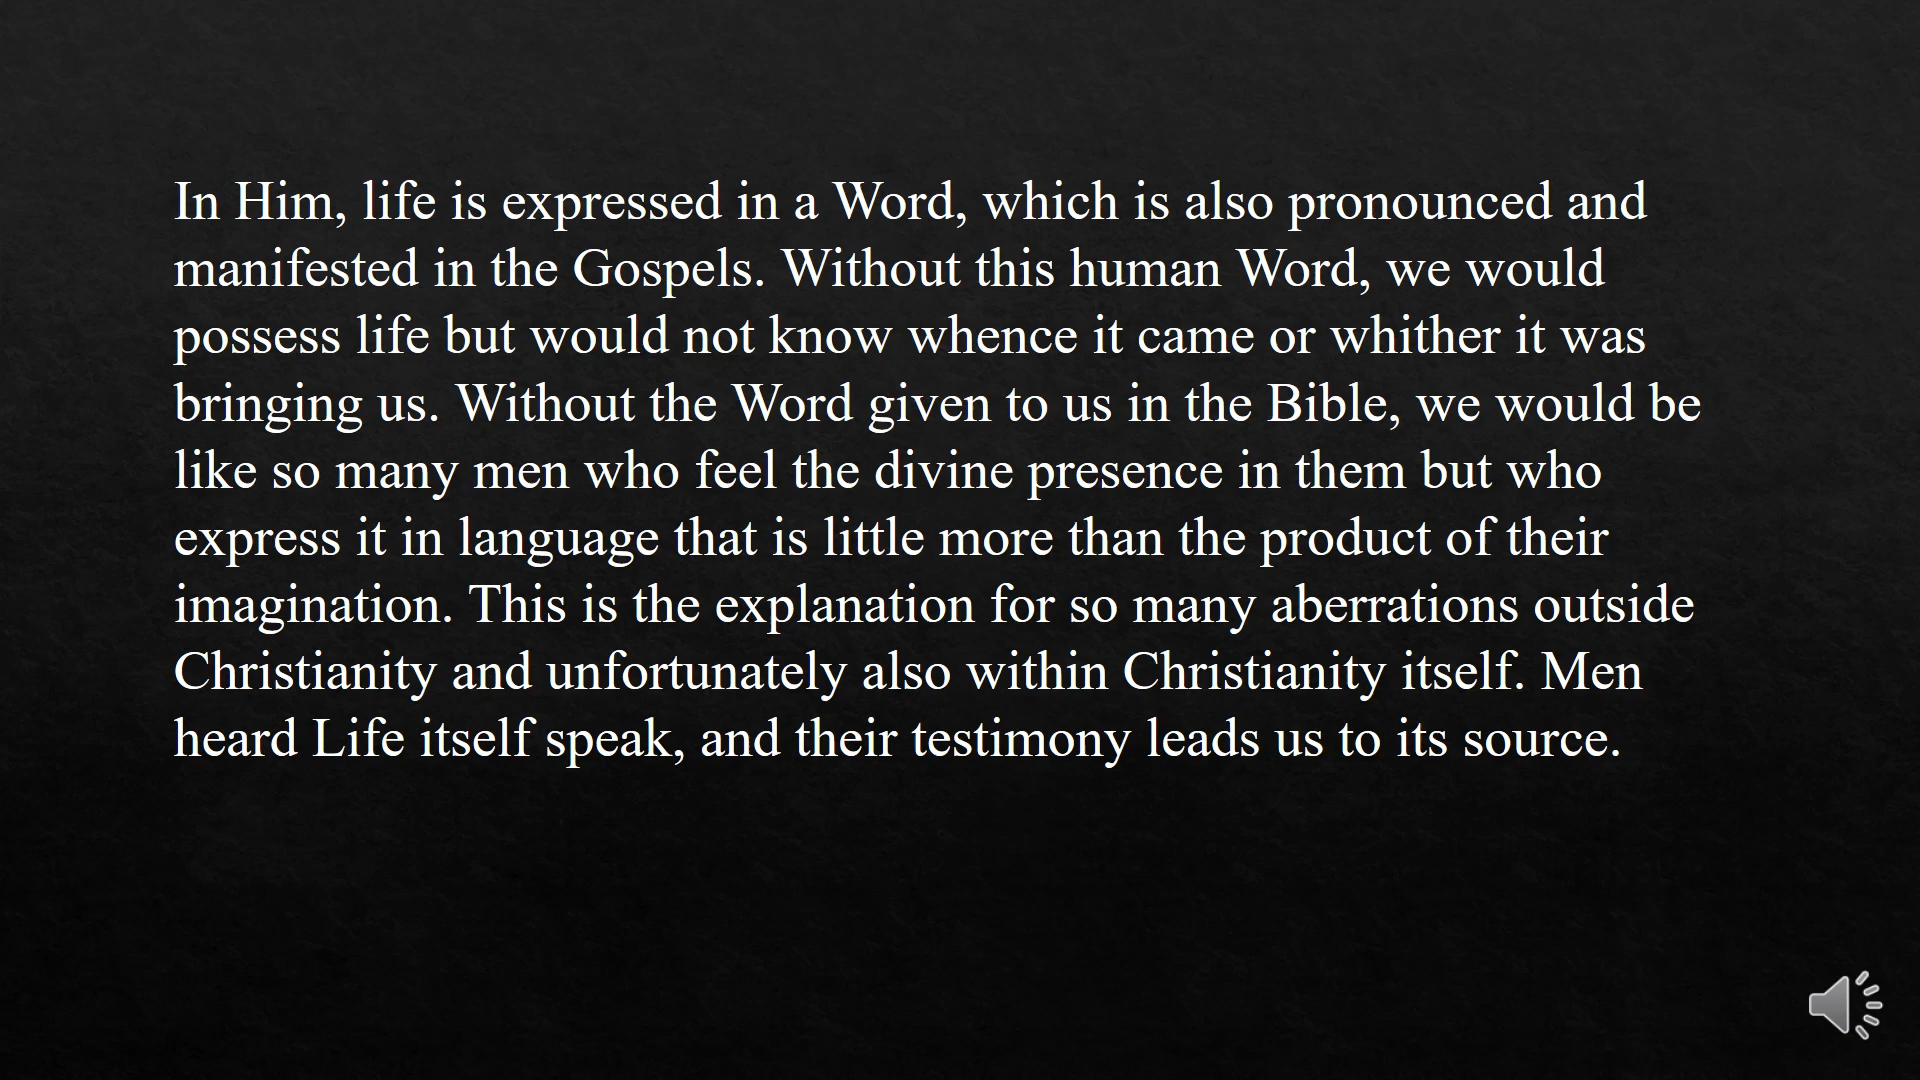 In Him, life is expressed in a Word, which is also pronounced and
manifested in the Gospels. Without this human Word, we would
possess life but would not know whence it came or whither it was
bringing us. Without the Word given to us in the Bible, we would be
like so many men who feel the divine presence in them but who
express it in language that is little more than the product of their
imagination. This is the explanation for so many aberrations outside
Christianity and unfortunately also within Christianity itself. Men
heard Life itself speak, and their testimony leads us to its source.